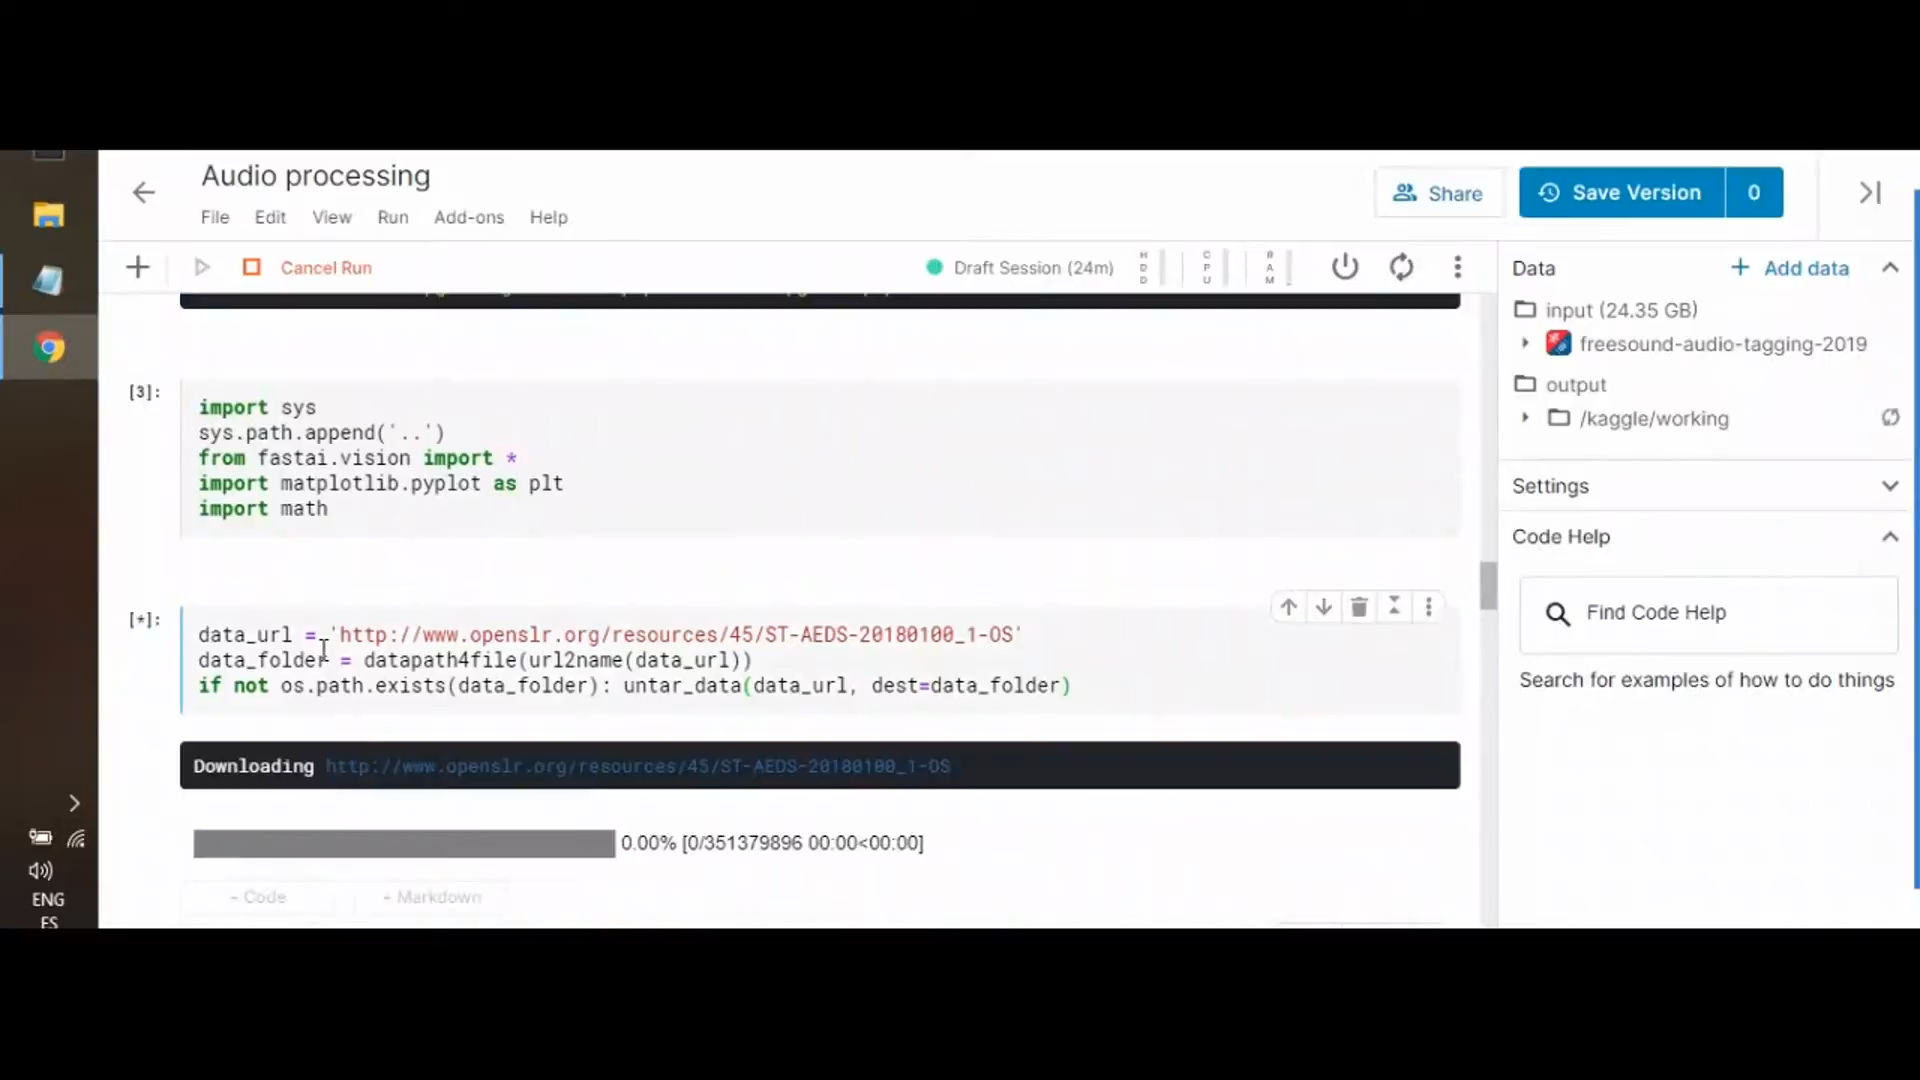 Audio processing
File Edit View Run Add-ons Help
Share
Save Version 0
Cancel Run
Draft Session (24m)
HDD
CPU
RAM
[3]:
import sys
sys.path.append('..')
from fastai.vision import *
import matplotlib.pyplot as plt
import math
[*]:
data_url = 'http://www.openslr.org/resources/45/ST-AEDS-20180100_1-OS'
data_folder = datapath4file(url2name(data_url))
if not os.path.exists(data_folder): untar_data(data_url, dest=data_folder)
Downloading http://www.openslr.org/resources/45/ST-AEDS-20180100_1-OS
0.00% [0/351379896 00:00<00:00]
+ Code + Markdown
Data + Add data
input (24.35 GB)
freesound-audio-tagging-2019
output
/kaggle/working
Settings
Code Help
Find Code Help
Search for examples of how to do things
ENG
ES